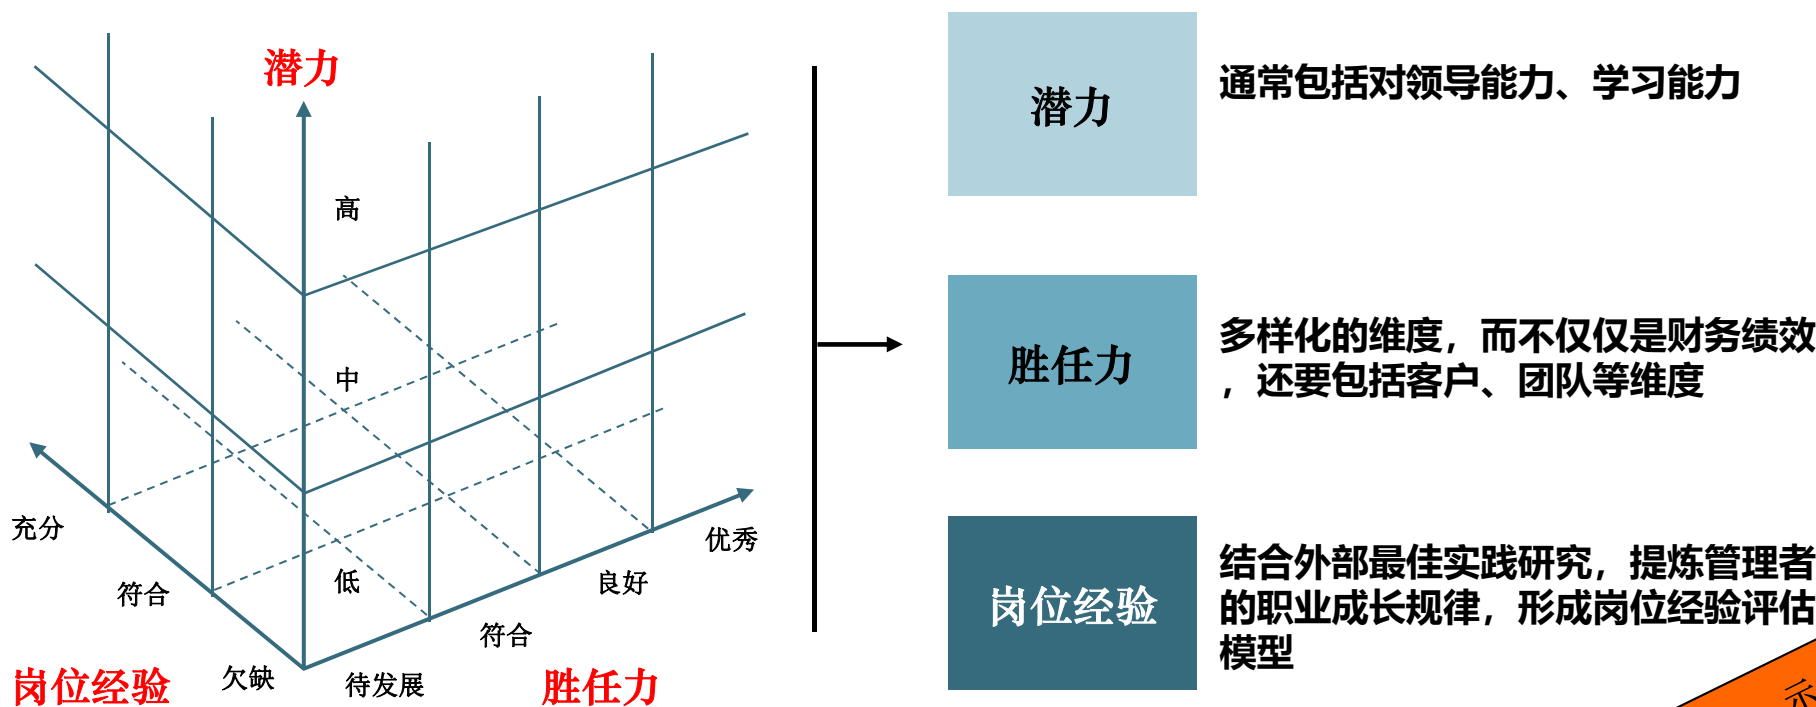 潜力
高
中
低
充分
符合
欠缺
岗位经验
待发展
符合
良好
优秀
胜任力
潜力
通常包括对领导能力、学习能力
胜任力
多样化的维度，而不仅仅是财务绩效
，还要包括客户、团队等维度
岗位经验
结合外部最佳实践研究，提炼管理者
的职业成长规律，形成岗位经验评估
模型
示